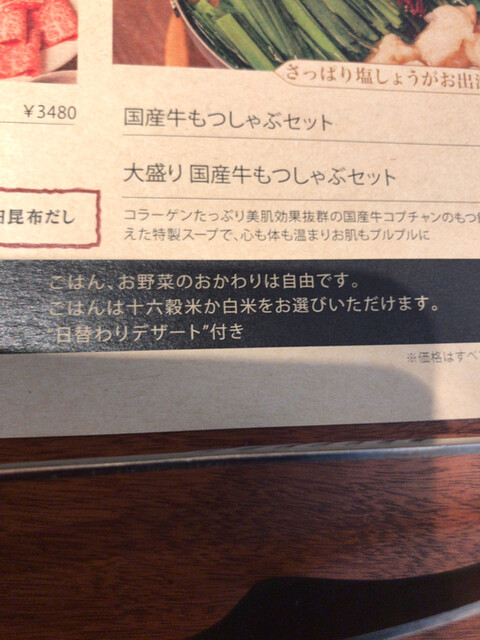 さっぱり塩しょうがお出
¥3480
国産牛もつしゃぶセット
大盛り 国産牛もつしゃぶセット
昆布だし
コラーゲンたっぷり美肌効果抜群の国産牛コプチャンのもつ
えた特製スープで、心も体も温まりお肌もプルプルに
ごはん、お野菜のおかわりは自由です。
ごはんは十六穀米か白米をお選びいただけます。
"日替わりデザート"付き
※価格はすべ